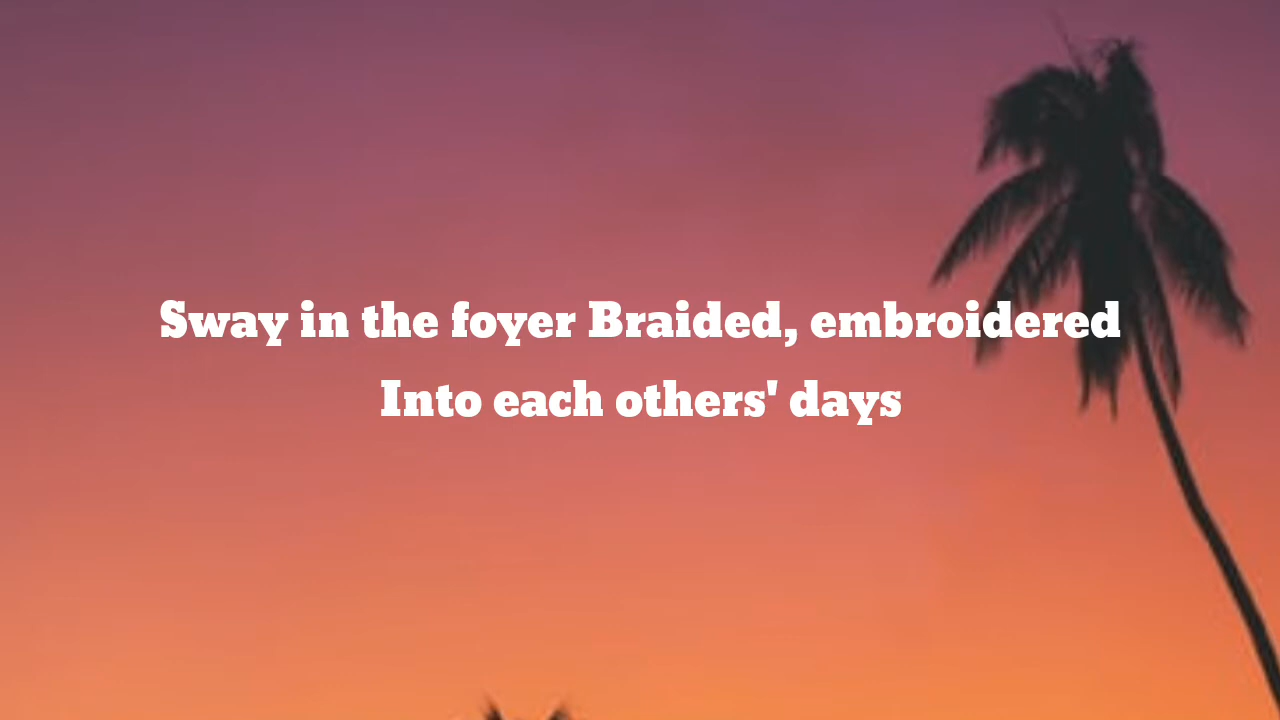 Sway in the foyer Braided, embroidered
Into each others' days